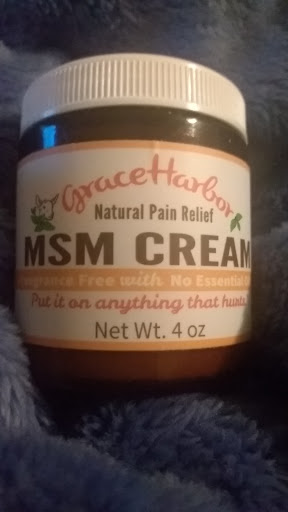 GraceHarbor
Natural Pain Relief
MSM CREAM
Fragrance Free with No Essential
Put it on anything that hurts
Net Wt. 4 oz